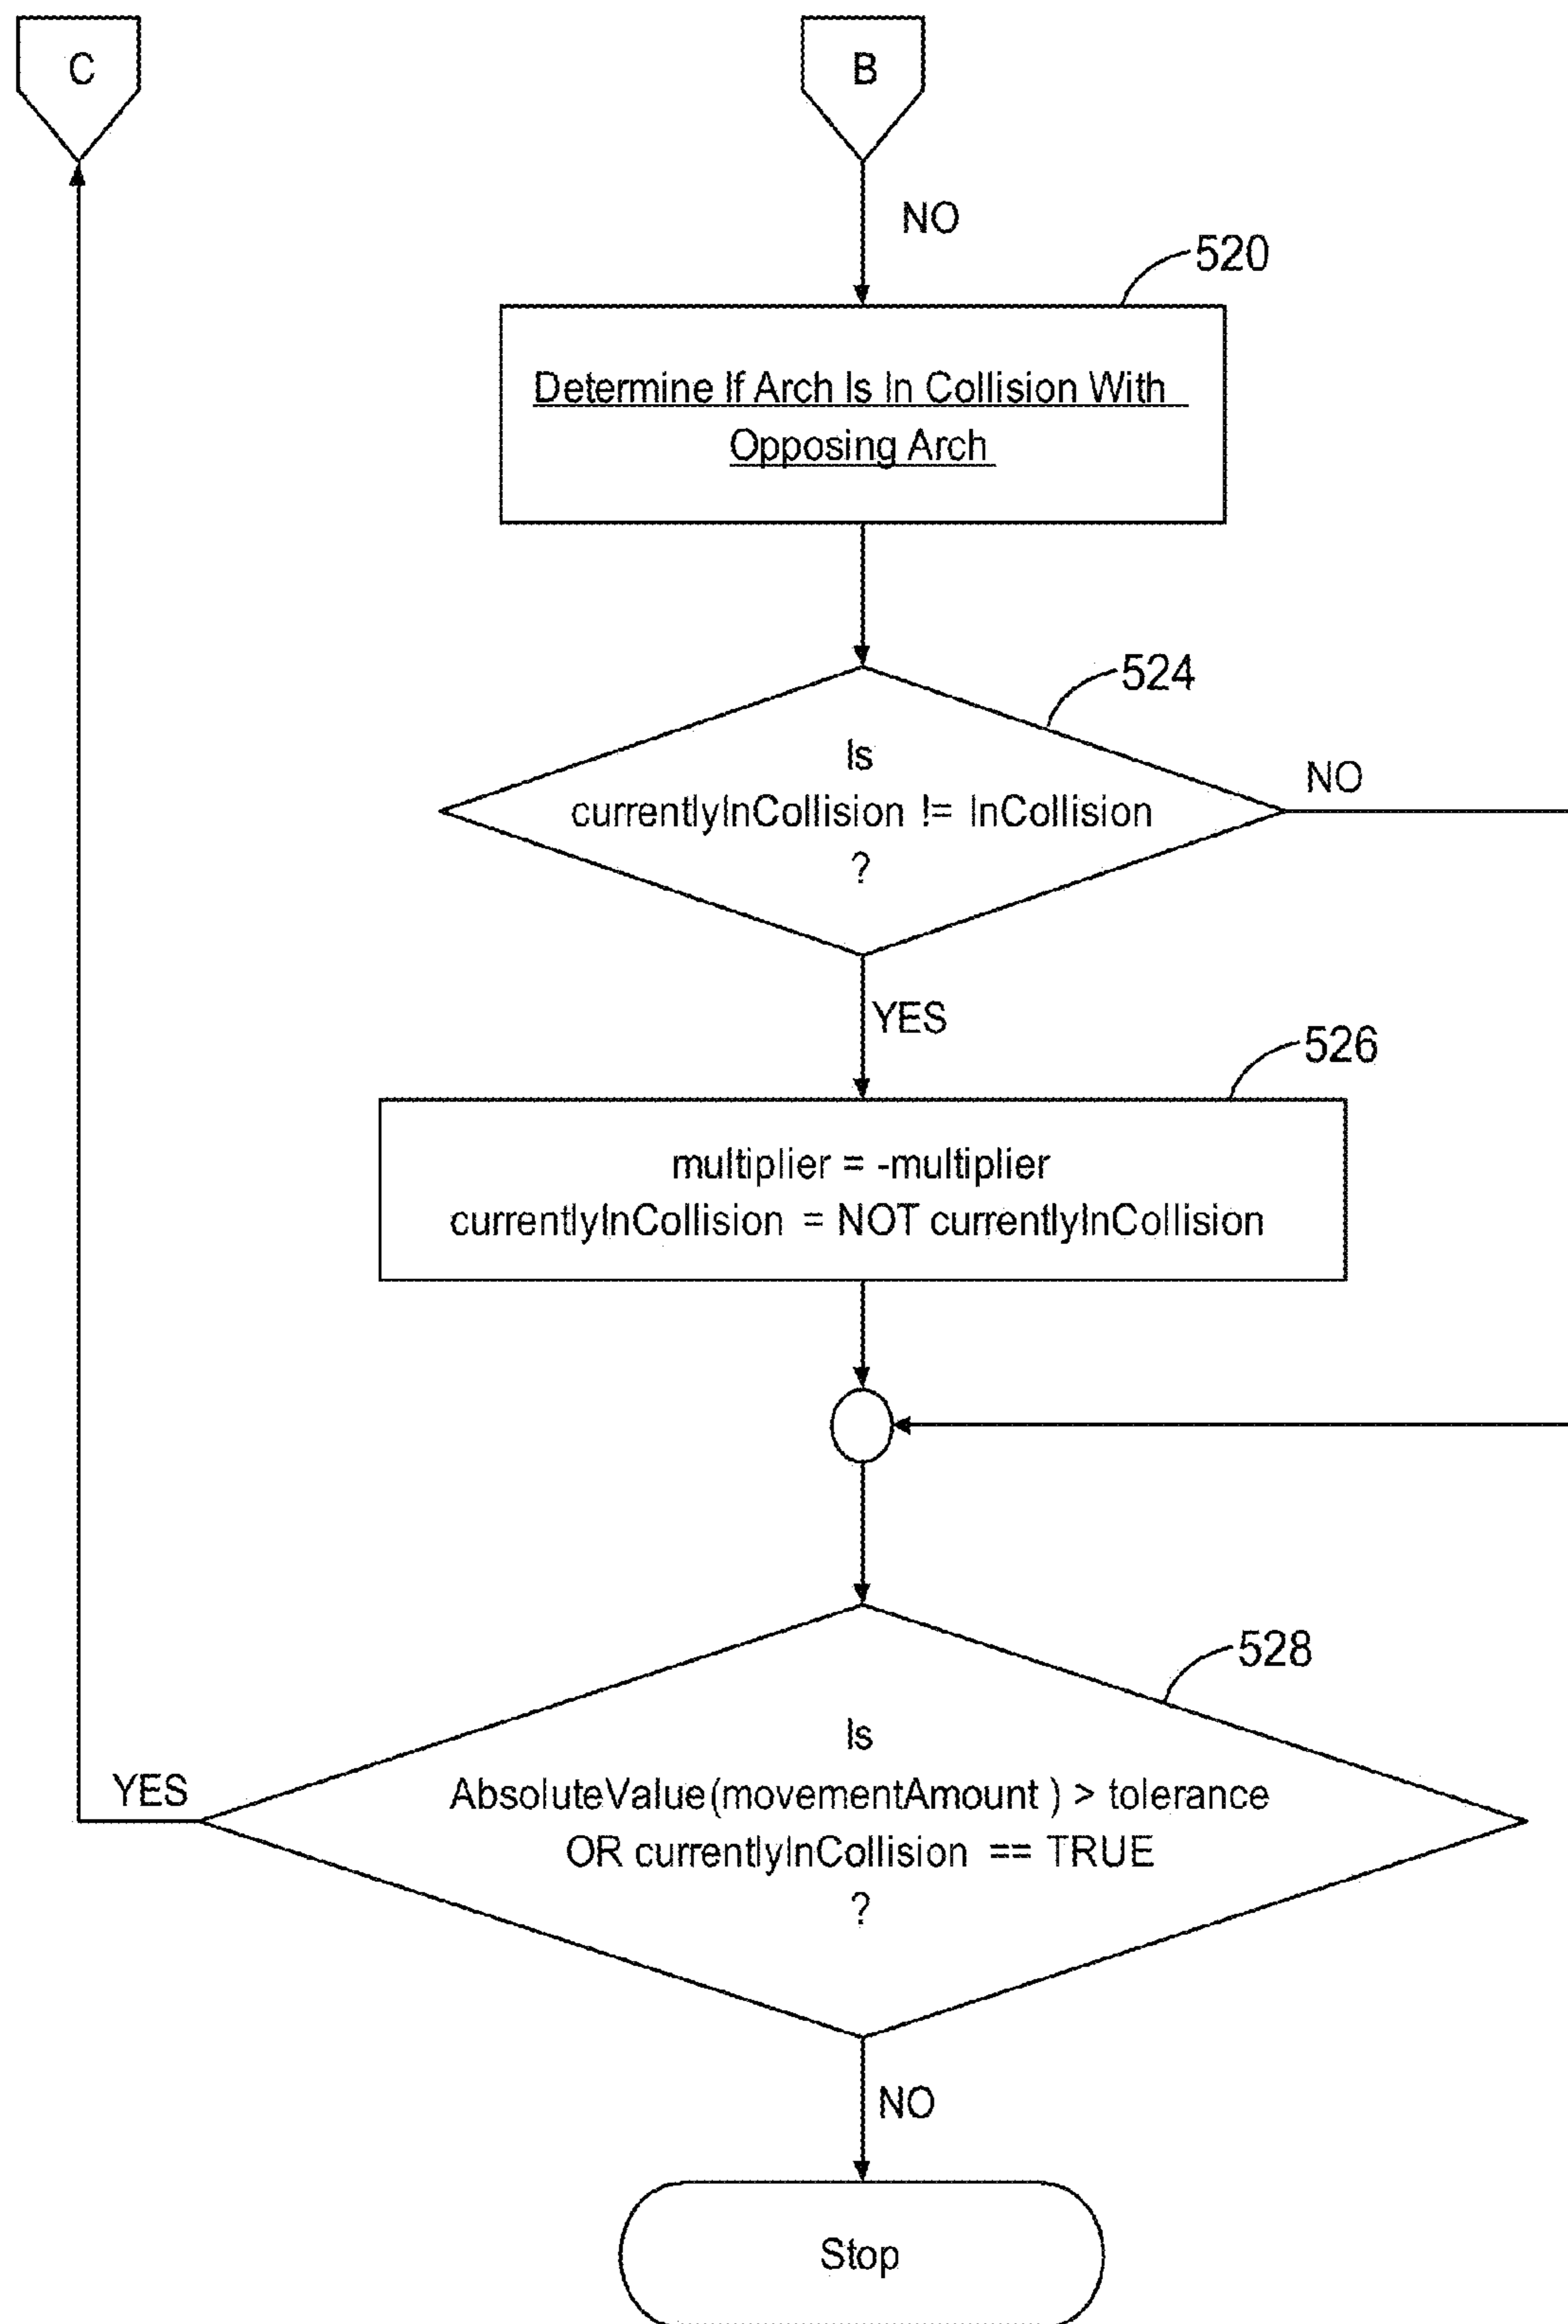 C
B
NO
520
Determine If Arch Is In Collision With
Opposing Arch
524
Is
currentlyInCollision != InCollision
?
NO
YES
526
multiplier = -multiplier
currentlyInCollision = NOT currentlyInCollision
528
Is
AbsoluteValue(movementAmount ) > tolerance
OR currentlyInCollision == TRUE
?
YES
NO
Stop